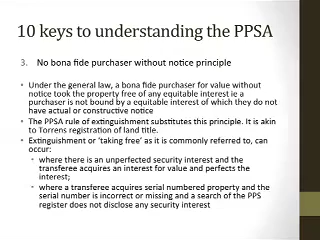 10 keys to understanding the PPSA
3. No bona fide purchaser without notice principle
• Under the general law, a bona fide purchaser for value without
notice took the property free of any equitable interest ie a
purchaser is not bound by a equitable interest of which they do not
have actual or constructive notice
• The PPSA rule of extinguishment substitutes this principle. It is akin
to Torrens registration of land title.
• Extinguishment or 'taking free' as it is commonly referred to, can
occur:
• where there is an unperfected security interest and the
transferee acquires an interest for value and perfects the
interest;
• where a transferee acquires serial numbered property and the
serial number is incorrect or missing and a search of the PPS
register does not disclose any security interest